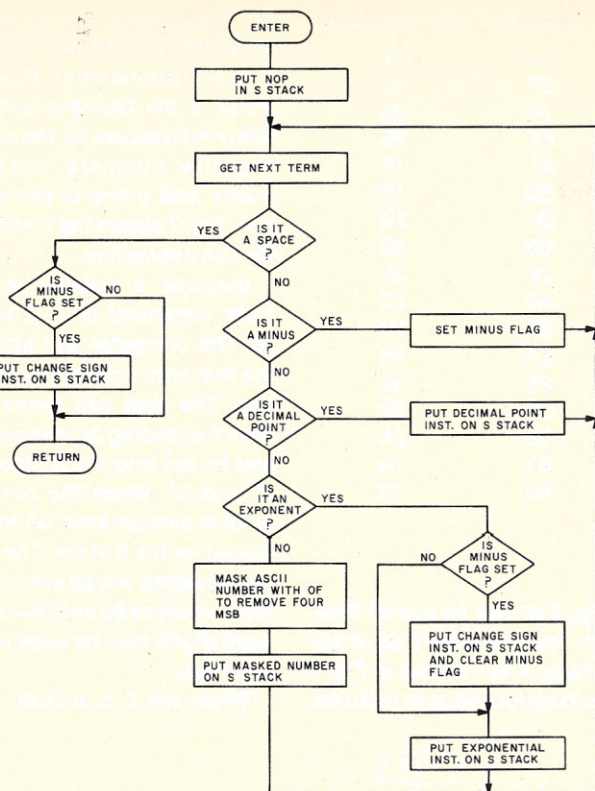 ENTER
PUT NOP
IN S STACK
GET NEXT TERM
IS IT
A SPACE
?
YES
NO
IS
MINUS
FLAG SET
?
NO
YES
PUT CHANGE SIGN
INST. ON S STACK
RETURN
IS IT
A MINUS
?
YES
NO
SET MINUS FLAG
IS IT
A DECIMAL
POINT
?
YES
NO
PUT DECIMAL POINT
INST. ON S STACK
IS
IT AN
EXPONENT
?
YES
NO
IS
MINUS
FLAG SET
?
NO
YES
MASK ASCII
NUMBER WITH OF
TO REMOVE FOUR
MSB
PUT CHANGE SIGN
INST. ON S STACK
AND CLEAR MINUS
FLAG
PUT MASKED NUMBER
ON S STACK
PUT EXPONENTIAL
INST. ON S STACK